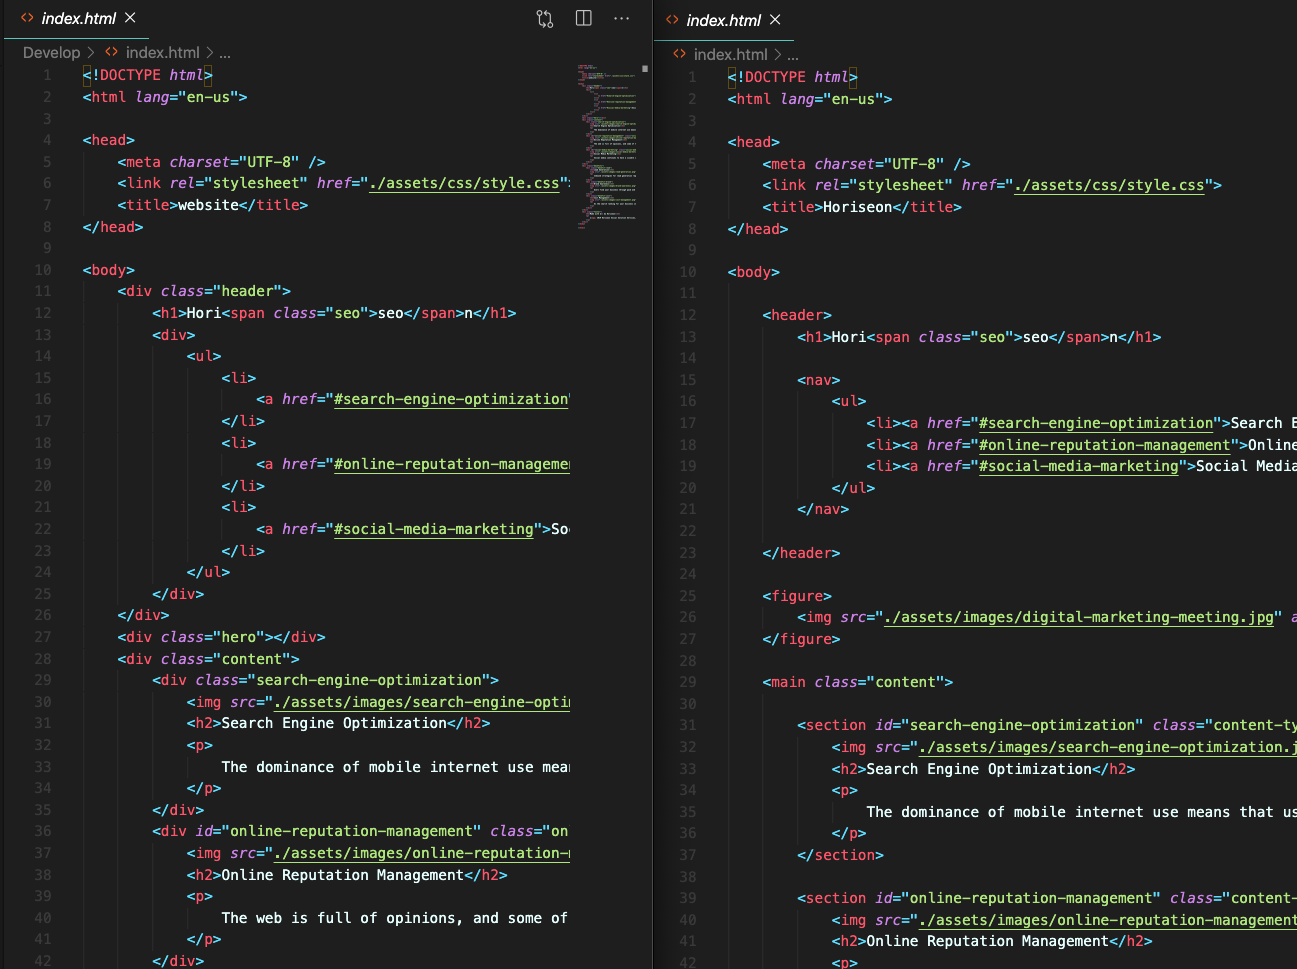 index.html
Develop > index.html > ...
1 <!DOCTYPE html>
2 <html lang="en-us">
3
4 <head>
5 <meta charset="UTF-8" />
6 <link rel="stylesheet" href="./assets/css/style.css">
7 <title>website</title>
8 </head>
9
10 <body>
11 <div class="header">
12 <h1>Hori<span class="seo">seo</span>n</h1>
13 <div>
14 <ul>
15 <li>
16 <a href="#search-engine-optimization"
17 </li>
18 <li>
19 <a href="#online-reputation-manageme
20 </li>
21 <li>
22 <a href="#social-media-marketing">So
23 </li>
24 </ul>
25 </div>
26 </div>
27 <div class="hero"></div>
28 <div class="content">
29 <div class="search-engine-optimization">
30 <img src="./assets/images/search-engine-opti
31 <h2>Search Engine Optimization</h2>
32 <p>
33 The dominance of mobile internet use mea
34 </p>
35 </div>
36 <div id="online-reputation-management" class="on
37 <img src="./assets/images/online-reputation-
38 <h2>Online Reputation Management</h2>
39 <p>
40 The web is full of opinions, and some of
41 </p>
42 </div>
index.html
index.html > ...
1 <!DOCTYPE html>
2 <html lang="en-us">
3
4 <head>
5 <meta charset="UTF-8" />
6 <link rel="stylesheet" href="./assets/css/style.css">
7 <title>Horiseon</title>
8 </head>
9
10 <body>
11
12 <header>
13 <h1>Hori<span class="seo">seo</span>n</h1>
14
15 <nav>
16 <ul>
17 <li><a href="#search-engine-optimization">Search E
18 <li><a href="#online-reputation-management">Online
19 <li><a href="#social-media-marketing">Social Media
20 </ul>
21 </nav>
22
23 </header>
24
25 <figure>
26 <img src="./assets/images/digital-marketing-meeting.jpg" a
27 </figure>
28
29 <main class="content">
30
31 <section id="search-engine-optimization" class="content-ty
32 <img src="./assets/images/search-engine-optimization.j
33 <h2>Search Engine Optimization</h2>
34 <p>
35 The dominance of mobile internet use means that us
36 </p>
37 </section>
38
39 <section id="online-reputation-management" class="content-
40 <img src="./assets/images/online-reputation-management
41 <h2>Online Reputation Management</h2>
42 <p>